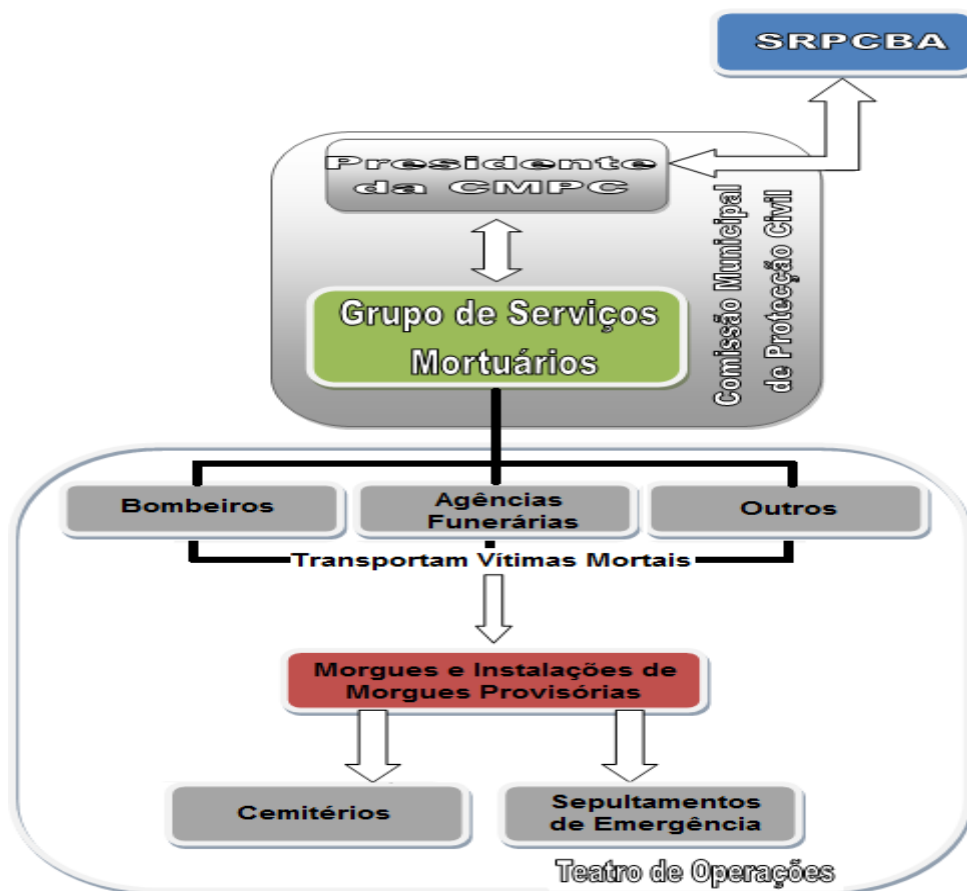 SRPCBA
Presidente
da CMPC
Comissão Municipal
de Protecção Civil
Grupo de Serviços
Mortuários
Bombeiros
Agências
Funerárias
Outros
Transportam Vítimas Mortais
Morgues e Instalações de
Morgues Provisórias
Cemitérios
Sepultamentos
de Emergência
Teatro de Operações